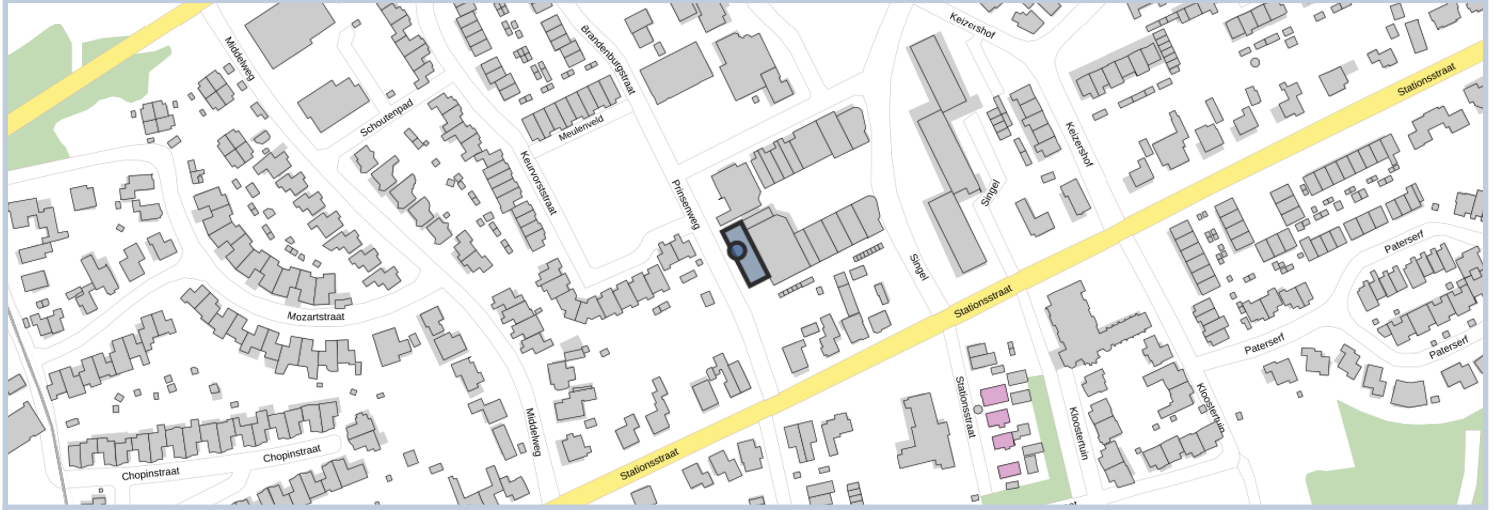 Keizershof
Middelweg
Brandenburgstraat
Stationsstraat
Schoutenpad
Meulenveld
Keizershof
Keurvorststraat
Prinsenweg
Singel
Paterserf
Singel
Stationsstraat
Mozartstraat
Paterserf
Paterserf
Stationsstraat
Kloostertuin
Middelweg
Kloostertuin
Chopinstraat
Stationsstraat
Chopinstraat